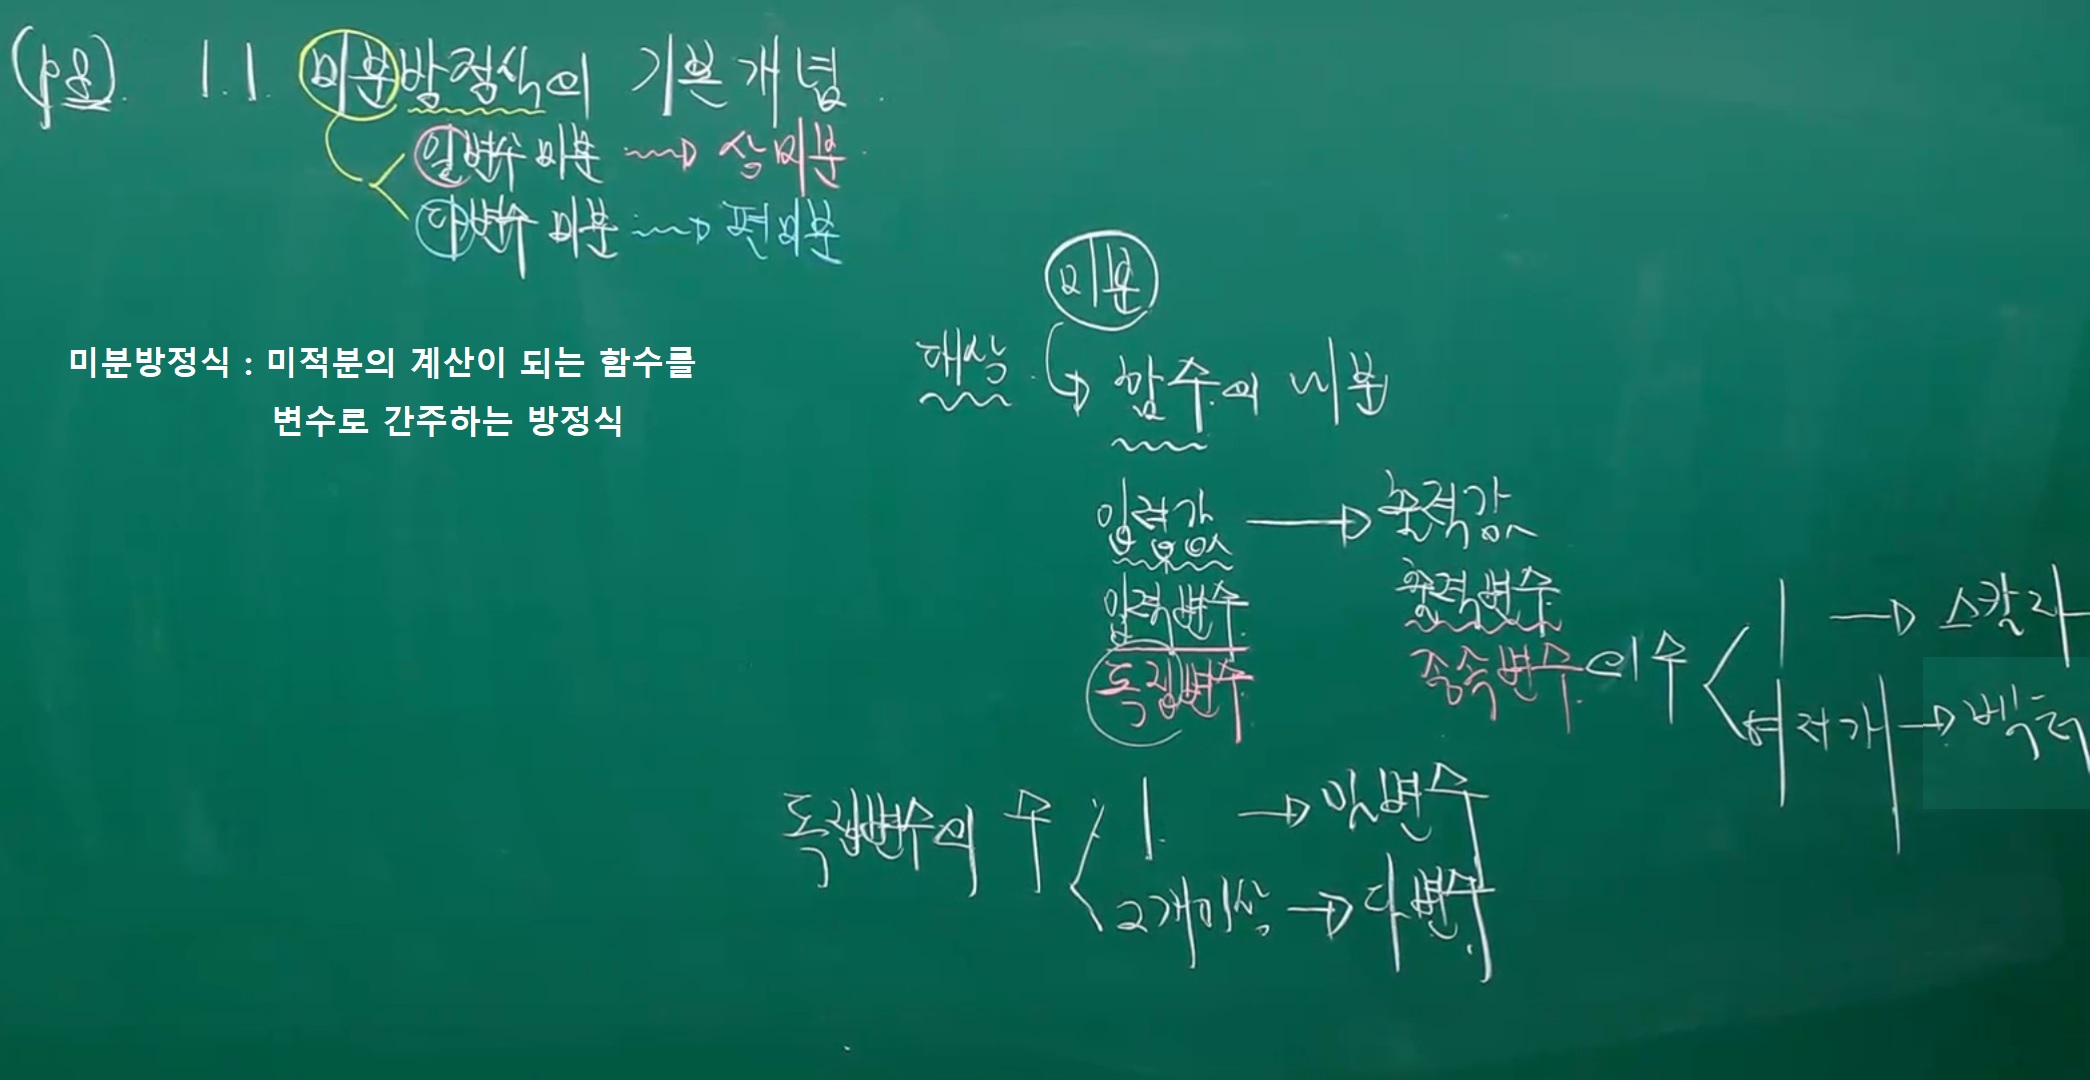 (p8). 1.1. 미분방정식의 기본개념.
일변수 미분 → 상미분
다변수 미분 → 편미분
미분방정식 : 미적분의 계산이 되는 함수를
변수로 간주하는 방정식
미분
대상. 함수의 미분
입력값 → 출력값
입력변수 출력변수
독립변수 종속변수의 수
1 → 스칼라
여러개 → 벡터
독립변수의 수
1. → 일변수
2개이상 → 다변수